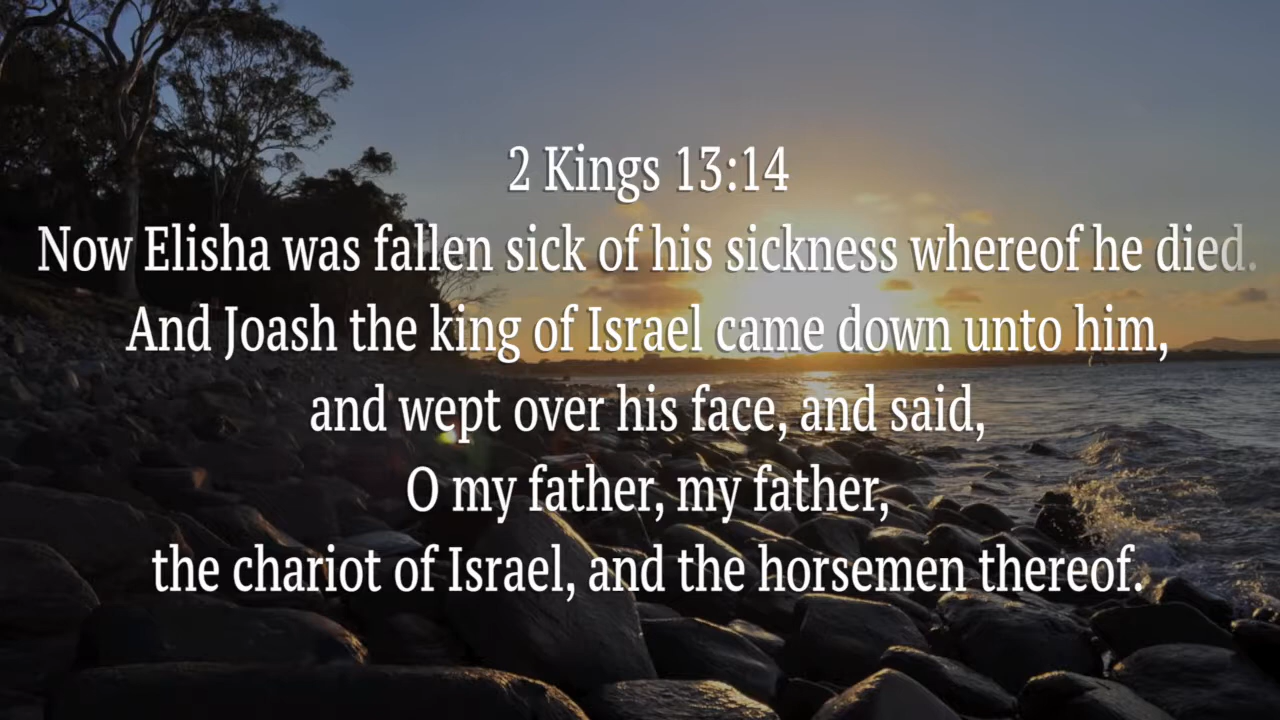 2 Kings 13:14
Now Elisha was fallen sick of his sickness whereof he died.
And Joash the king of Israel came down unto him,
and wept over his face, and said,
O my father, my father,
the chariot of Israel, and the horsemen thereof.